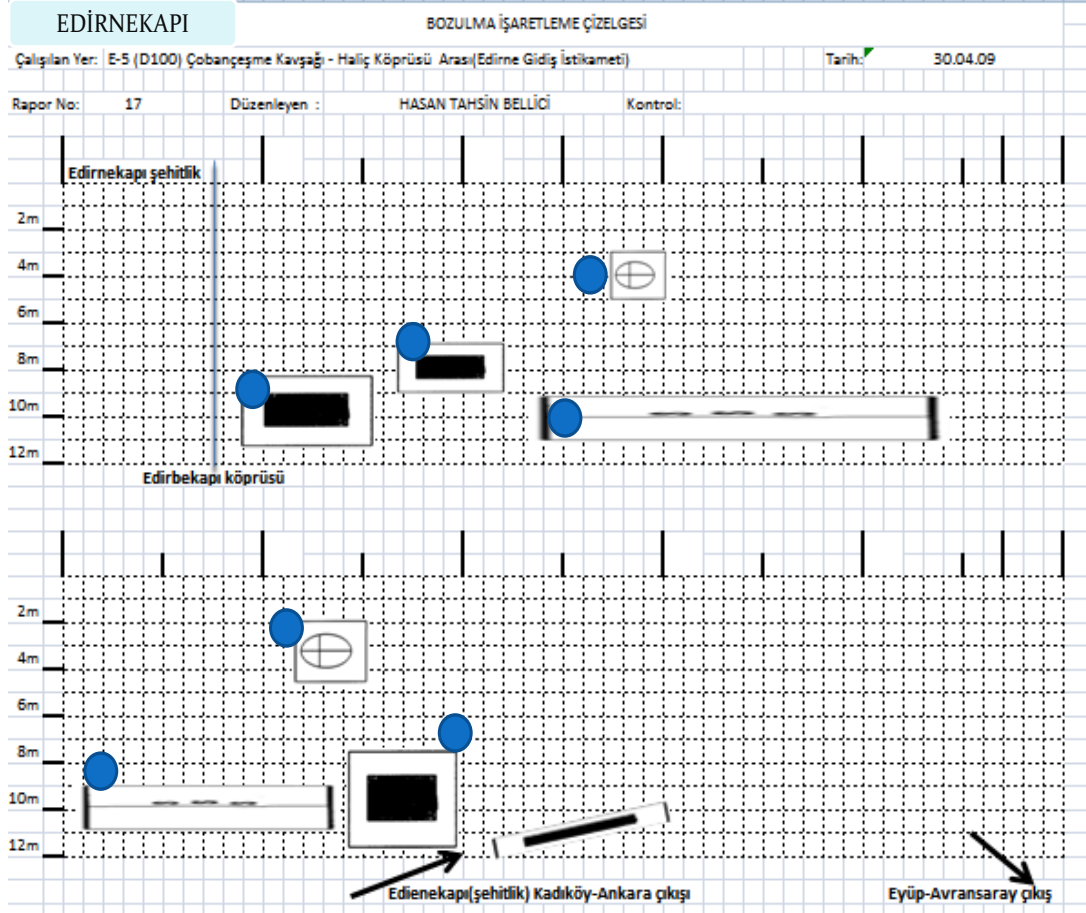 EDİRNEKAPI
BOZULMA İŞARETLEME ÇİZELGESİ
Çalışılan Yer: E-5 (D100) Çobançeşme Kavşağı - Haliç Köprüsü Arası(Edirne Gidiş İstikameti) Tarih: 30.04.09
Rapor No: 17 Düzenleyen : HASAN TAHSİN BELLİCİ Kontrol:
Edirnekapı şehitlik
2m
4m
6m
8m
10m
12m
Edirbekapı köprüsü
2m
4m
6m
8m
10m
12m
Edienekapı(şehitlik) Kadıköy-Ankara çıkışı
Eyüp-Avransaray çıkış